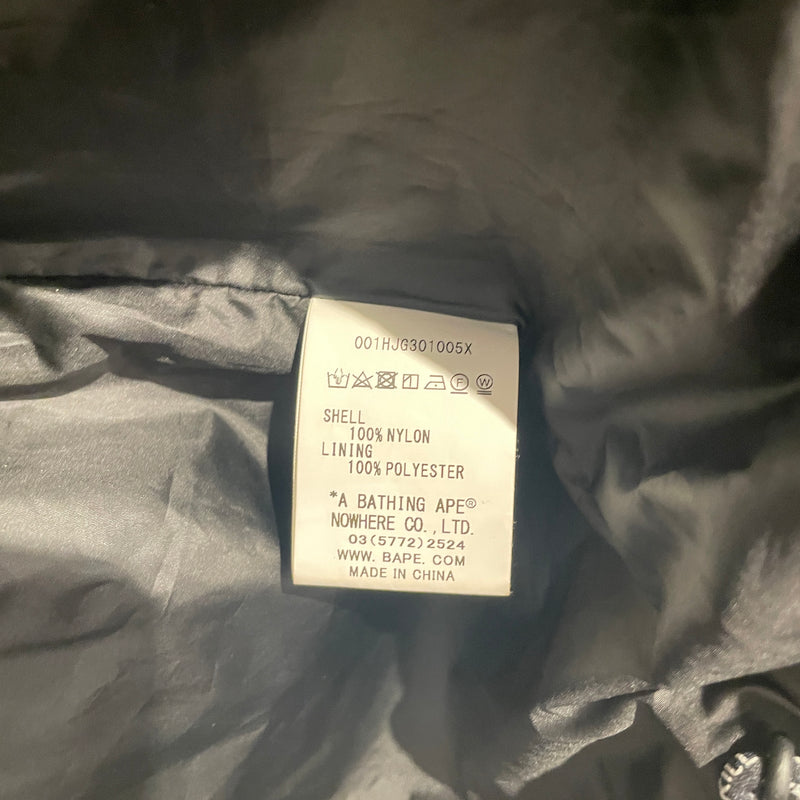 001HJG301005X
F W
SHELL
100% NYLON
LINING
100% POLYESTER
*A BATHING APE®
NOWHERE CO.,LTD.
03(5772)2524
WWW.BAPE.COM
MADE IN CHINA